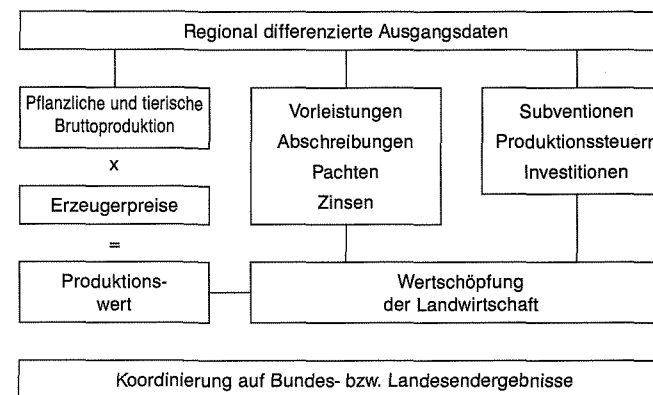 Regional differenzierte Ausgangsdaten
Pflanzliche und tierische
Bruttoproduktion
x
Erzeugerpreise
=
Produktions-
wert
Vorleistungen
Abschreibungen
Pachten
Zinsen
Subventionen
Produktionssteuern
Investitionen
Wertschöpfung
der Landwirtschaft
Koordinierung auf Bundes- bzw. Landesendergebnisse